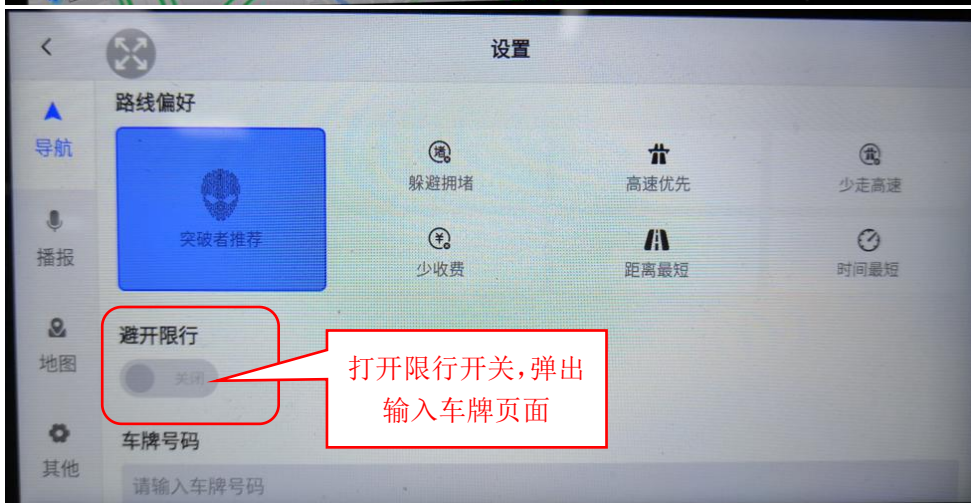 设置
导航
播报
地图
其他
路线偏好
突破者推荐
躲避拥堵
高速优先
少走高速
少收费
距离最短
时间最短
避开限行
关闭
打开限行开关,弹出
输入车牌页面
车牌号码
请输入车牌号码